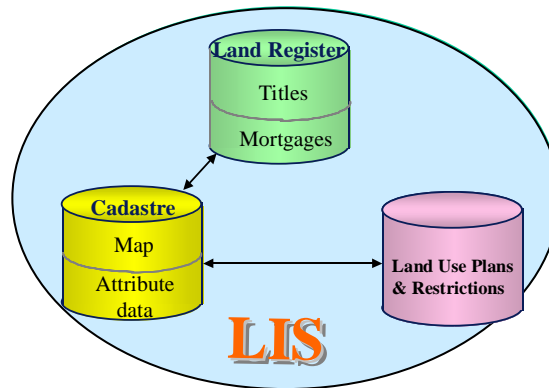 Land Register
Titles
Mortgages
Cadastre
Map
Attribute
data
Land Use Plans
& Restrictions
LIS